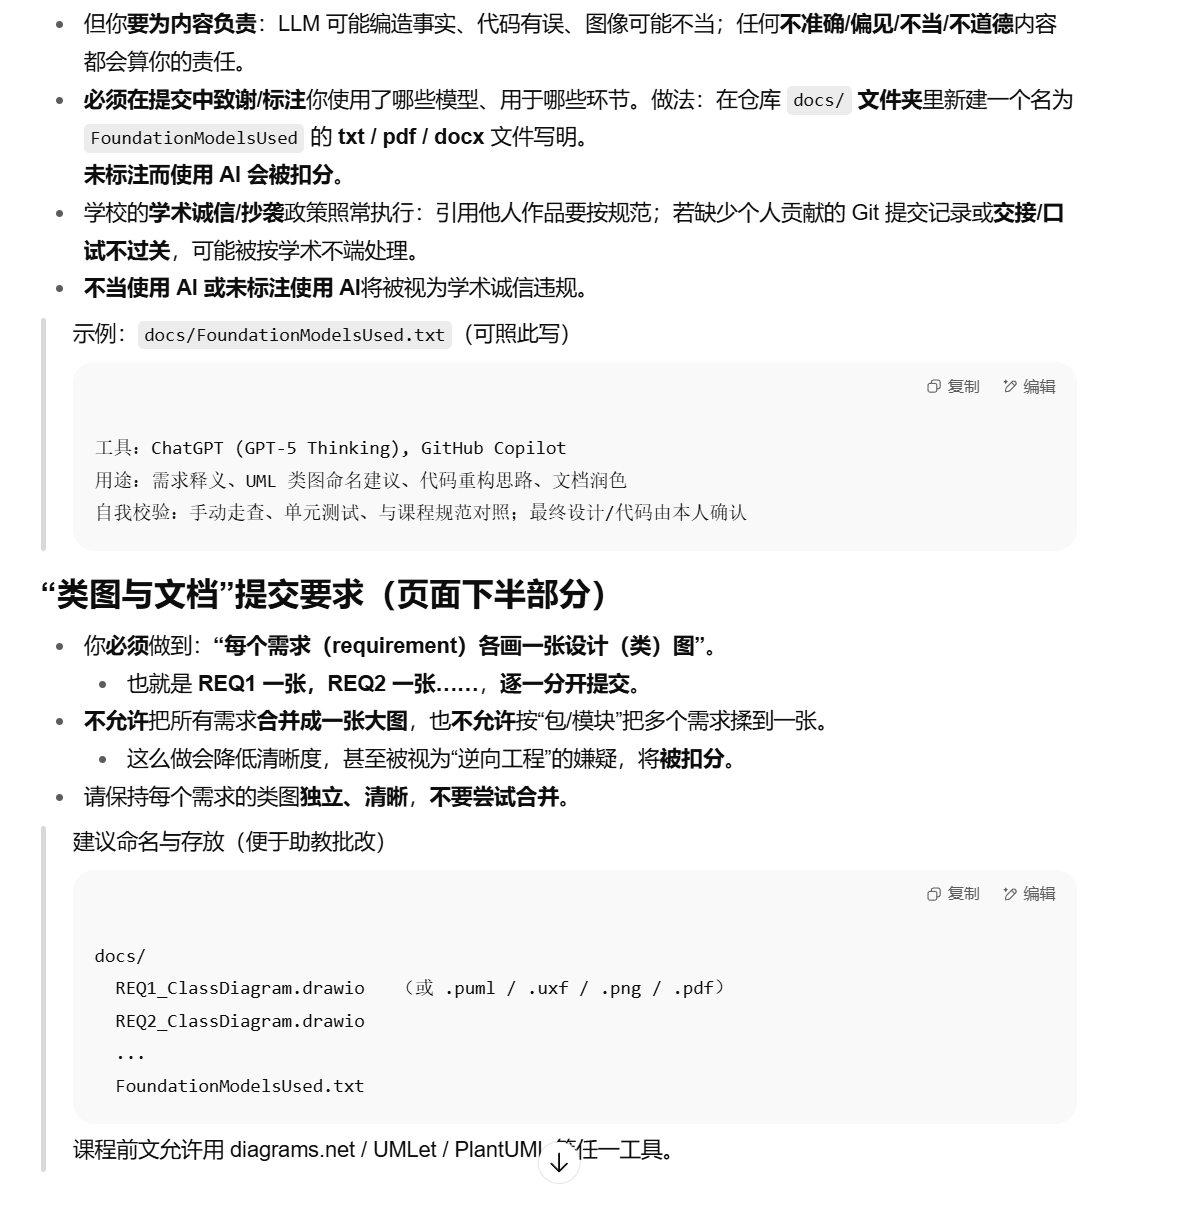 但你要为内容负责：LLM 可能编造事实、代码有误、图像可能不当；任何不准确/偏见/不当/不道德内容
都会算你的责任。
必须在提交中致谢/标注你使用了哪些模型、用于哪些环节。做法：在仓库 docs/ 文件夹里新建一个名为
FoundationModelsUsed 的 txt / pdf / docx 文件写明。
未标注而使用 AI 会被扣分。
学校的学术诚信/抄袭政策照常执行：引用他人作品要按规范；若缺少个人贡献的 Git 提交记录或交接/口
试不过关，可能被按学术不端处理。
不当使用 AI 或未标注使用 AI将被视为学术诚信违规。
示例：docs/FoundationModelsUsed.txt（可照此写）
复制 编辑
工具：ChatGPT (GPT-5 Thinking), GitHub Copilot
用途：需求释义、UML 类图命名建议、代码重构思路、文档润色
自我校验：手动走查、单元测试、与课程规范对照；最终设计/代码由本人确认
“类图与文档”提交要求（页面下半部分）
你必须做到：“每个需求（requirement）各画一张设计（类）图”。
也就是 REQ1 一张，REQ2 一张……，逐一分开提交。
不允许把所有需求合并成一张大图，也不允许按“包/模块”把多个需求揉到一张。
这么做会降低清晰度，甚至被视为“逆向工程”的嫌疑，将被扣分。
请保持每个需求的类图独立、清晰，不要尝试合并。
建议命名与存放（便于助教批改）
复制 编辑
docs/
REQ1_ClassDiagram.drawio （或 .puml / .uxf / .png / .pdf）
REQ2_ClassDiagram.drawio
...
FoundationModelsUsed.txt
课程前文允许用 diagrams.net / UMLet / PlantUML 等任一工具。